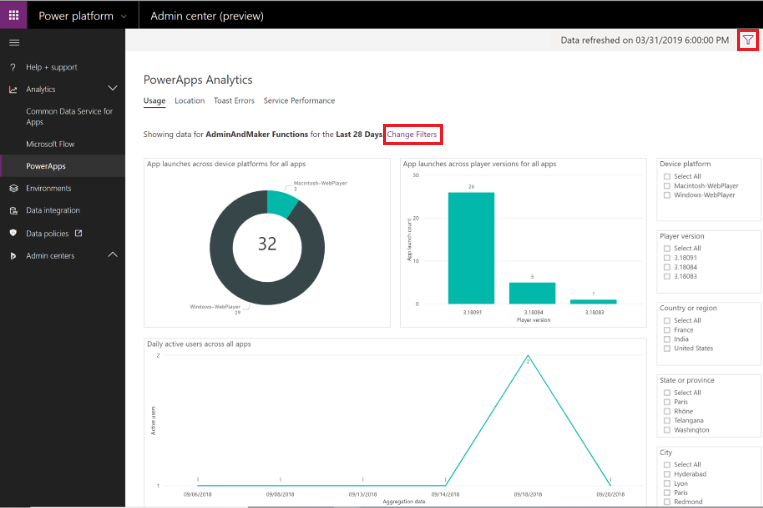 Power platform
Admin center (preview)
Data refreshed on 03/31/2019 6:00:00 PM
Help + support
Analytics
Common Data Service for
Apps
Microsoft Flow
PowerApps
Environments
Data integration
Data policies
Admin centers
PowerApps Analytics
Usage Location Toast Errors Service Performance
Showing data for AdminAndMaker Functions for the Last 28 Days. Change Filters
App launches across device platforms for all apps
Macintosh-WebPlayer
3
32
Windows-WebPlayer
29
App launches across player versions for all apps
App launch count
30
20
10
0
26
5
1
3.18091 3.18084 3.18083
Player version
Daily active users across all apps
Active users
2
1
1 1 1 1 2 1
09/06/2018 09/08/2018 09/13/2018 09/14/2018 09/18/2018 09/20/2018
Aggregation data
Device platform
Select All
Macintosh-WebPlayer
Windows-WebPlayer
Player version
Select All
3.18091
3.18084
3.18083
Country or region
Select All
France
India
United States
State or province
Select All
Paris
Rhône
Telangana
Washington
City
Select All
Hyderabad
Lyon
Paris
Redmond